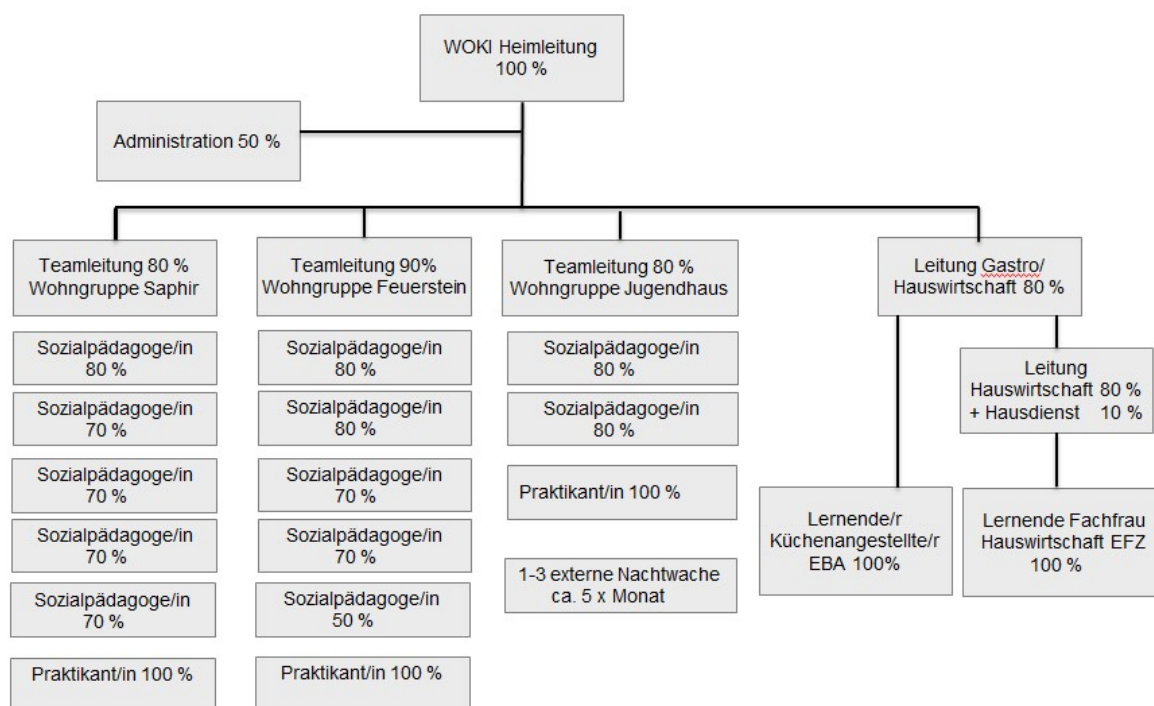 WOKI Heimleitung
100 %
Administration 50 %
Teamleitung 80 %
Wohngruppe Saphir
Sozialpädagoge/in
80 %
Sozialpädagoge/in
70 %
Sozialpädagoge/in
70 %
Sozialpädagoge/in
70 %
Sozialpädagoge/in
70 %
Praktikant/in 100 %
Teamleitung 90%
Wohngruppe Feuerstein
Sozialpädagoge/in
80 %
Sozialpädagoge/in
80 %
Sozialpädagoge/in
70 %
Sozialpädagoge/in
70 %
Sozialpädagoge/in
50 %
Praktikant/in 100 %
Teamleitung 80 %
Wohngruppe Jugendhaus
Sozialpädagoge/in
80 %
Sozialpädagoge/in
80 %
Praktikant/in 100 %
1-3 externe Nachtwache
ca. 5 x Monat
Leitung Gastro/
Hauswirtschaft 80 %
Lernende/r
Küchenangestellte/r
EBA 100%
Leitung
Hauswirtschaft 80 %
+ Hausdienst 10 %
Lernende Fachfrau
Hauswirtschaft EFZ
100 %